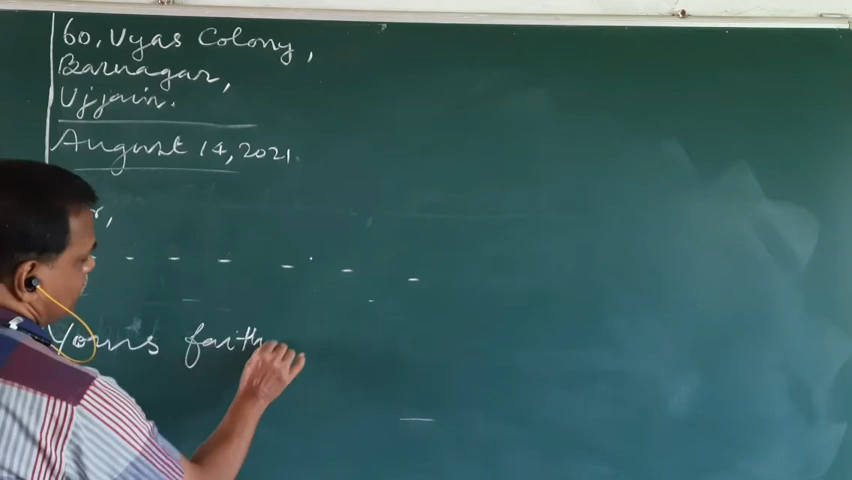 60, Vyas Colony,
Barnagar,
Ujjain.
August 14, 2021.
r,
- - - - - -
Yours faith